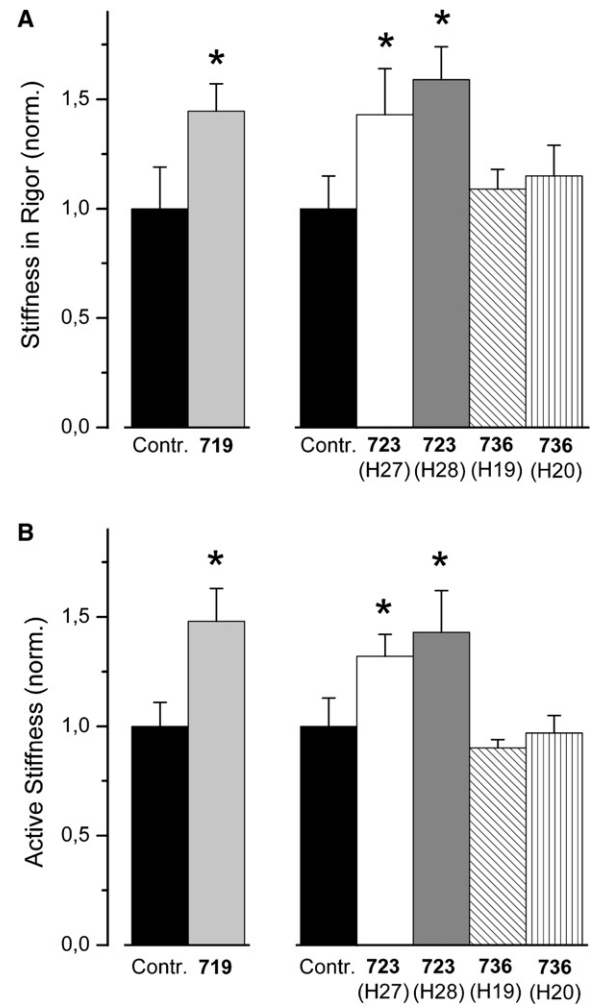 A
Stiffness in Rigor (norm.)
1,5
1,0
0,5
0,0
*
*
*
Contr. 719 Contr. 723 723 736 736
(H27) (H28) (H19) (H20)
B
Active Stiffness (norm.)
1,5
1,0
0,5
0,0
*
*
*
Contr. 719 Contr. 723 723 736 736
(H27) (H28) (H19) (H20)